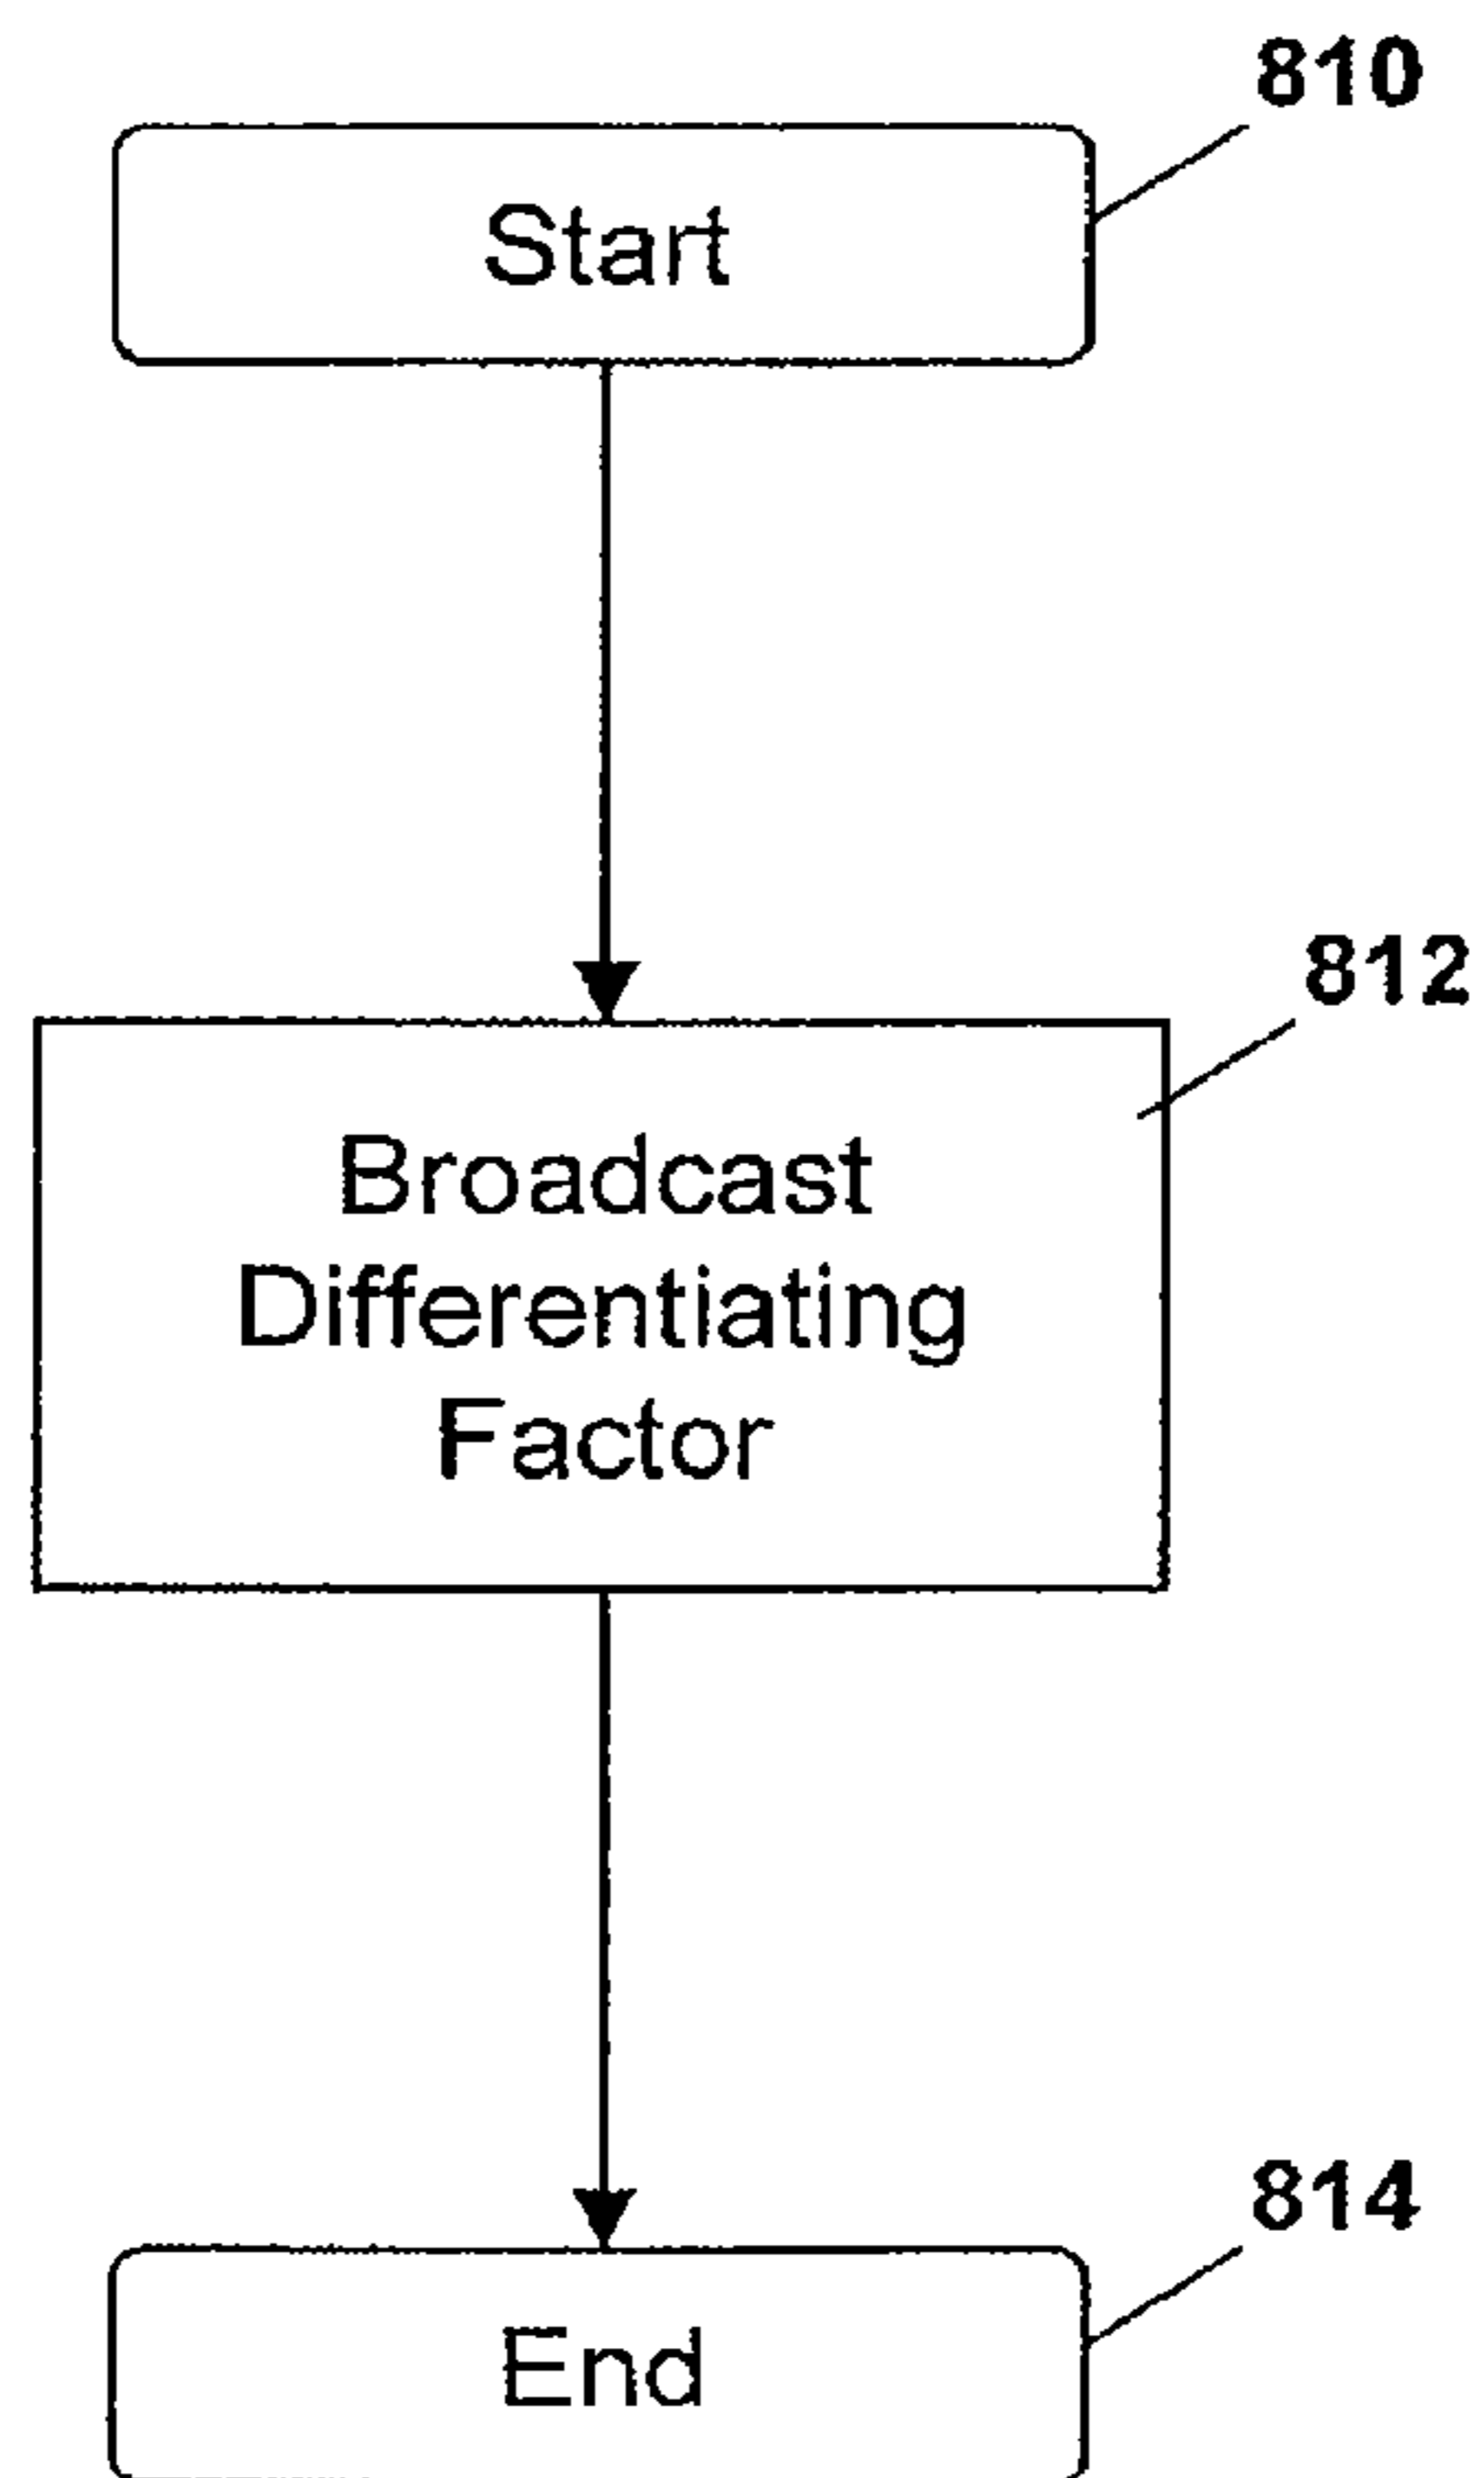 810
Start
812
Broadcast
Differentiating
Factor
814
End